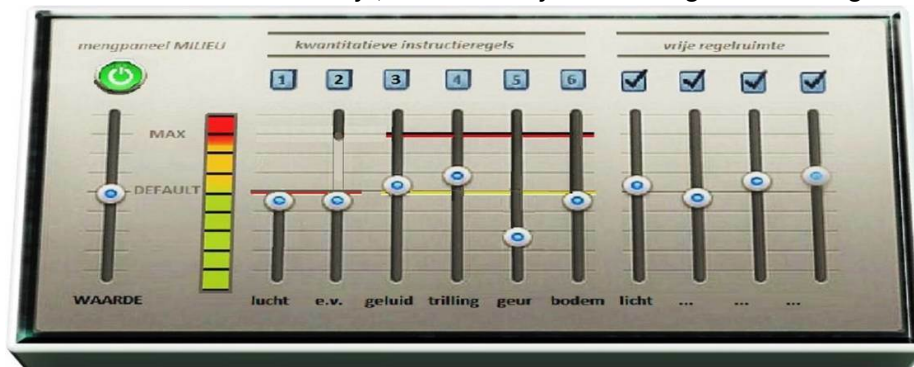 mengpaneel MILIEU
kwantitatieve instructieregels
vrije regelruimte
1 2 3 4 5 6
MAX
DEFAULT
WAARDE
lucht e.v. geluid trilling geur bodem licht ... ... ...